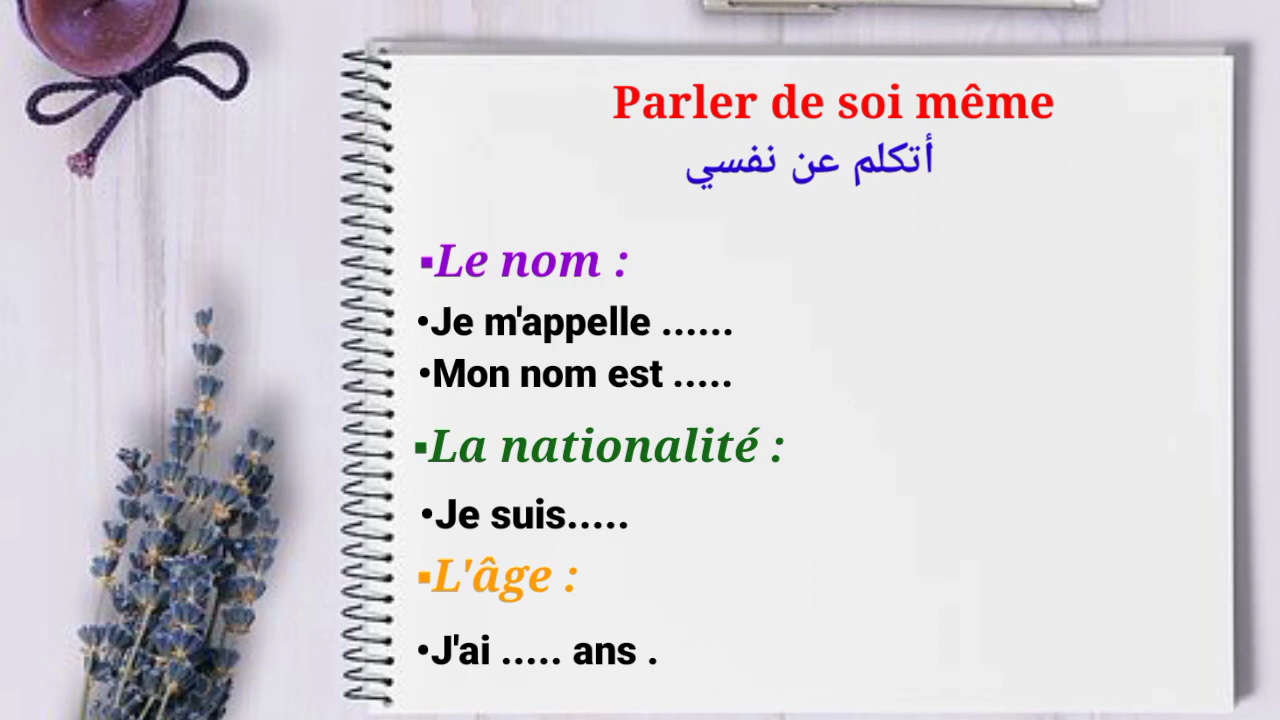 Parler de soi même
أتكلم عن نفسي
▪Le nom :
•Je m'appelle ......
•Mon nom est .....
▪La nationalité :
•Je suis.....
▪L'âge :
•J'ai ..... ans .